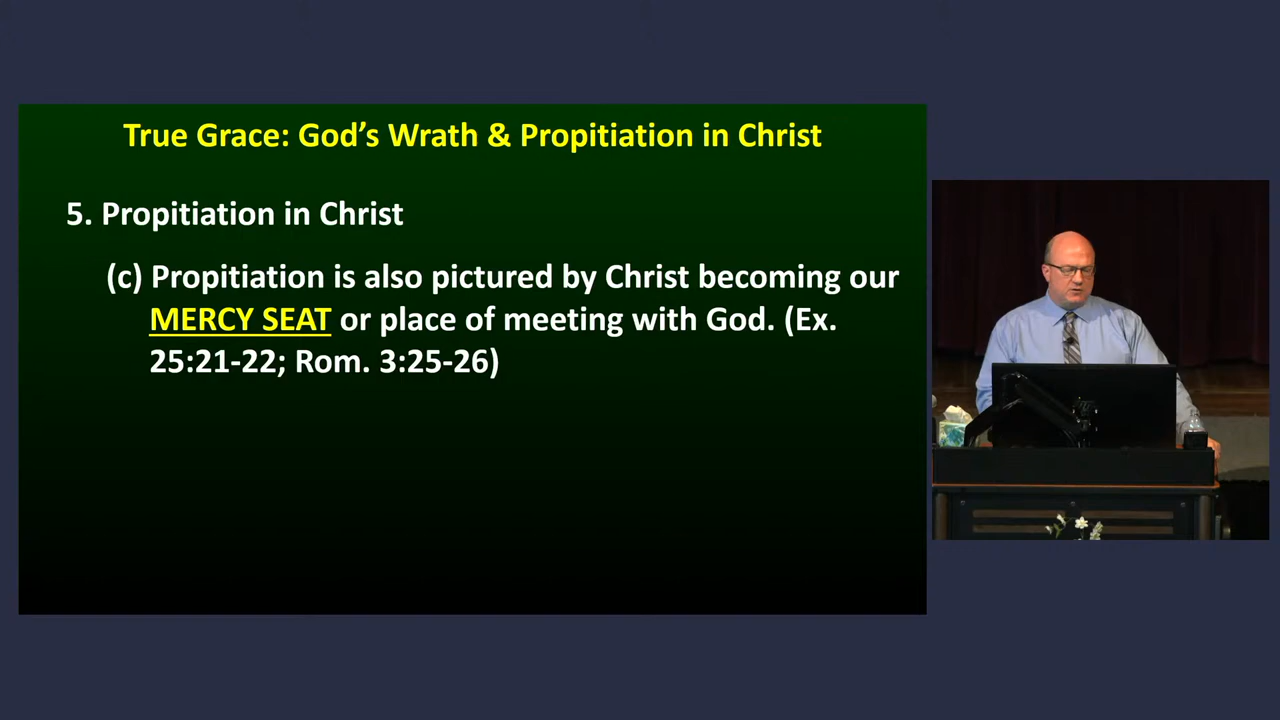 True Grace: God’s Wrath & Propitiation in Christ
5. Propitiation in Christ
(c) Propitiation is also pictured by Christ becoming our
MERCY SEAT or place of meeting with God. (Ex.
25:21-22; Rom. 3:25-26)